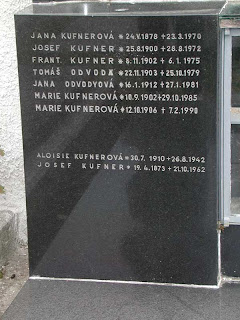 JANA KUFNEROVÁ *24.V.1878 +23.3.1970
JOSEF KUFNER *25.8.1900 +28.8.1972
FRANT. KUFNER * 8.11.1902 + 6.1.1975
TOMÁŠ ODVODA *22.11.1903 +25.10.1979
JANA ODVODYOVÁ *16.1.1912 +27.1.1981
MARIE KUFNEROVÁ *10.9.1902 +29.10.1985
MARIE KUFNEROVÁ *12.10.1906 + 7.2.1990
ALOISIE KUFNEROVÁ *30.7.1910 +26.8.1942
JOSEF KUFNER * 19.4.1873 +21.10.1962